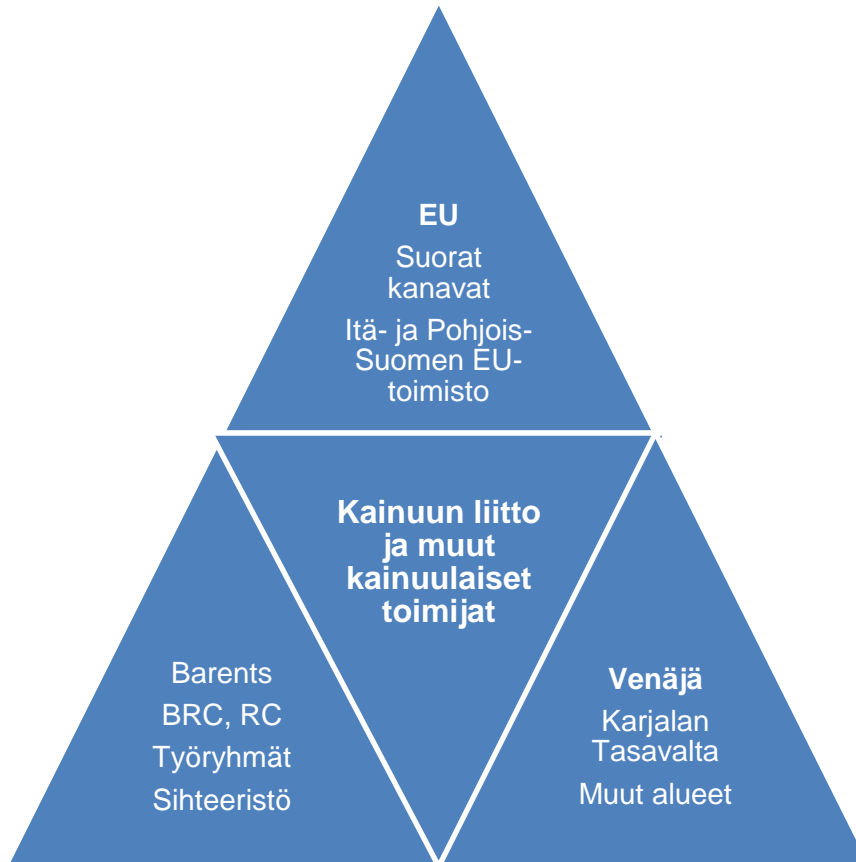 EU
Suorat
kanavat
Itä- ja Pohjois-
Suomen EU-
toimisto
Kainuun liitto
ja muut
kainuulaiset
toimijat
Barents
BRC, RC
Työryhmät
Sihteeristö
Venäjä
Karjalan
Tasavalta
Muut alueet